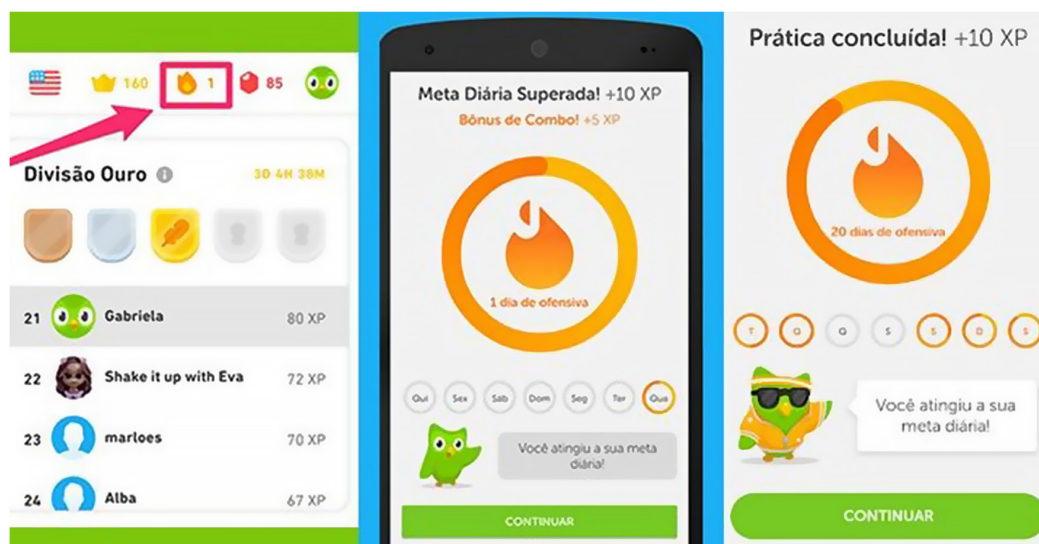 160
1
85
Divisão Ouro
3D 4H 38M
21 Gabriela 80 XP
22 Shake it up with Eva 72 XP
23 marloes 70 XP
24 Alba 67 XP
Meta Diária Superada! +10 XP
Bônus de Combo! +5 XP
1 dia de ofensiva
Qui Sex Sáb Dom Seg Ter Qua
Você atingiu a sua meta
diária!
CONTINUAR
Prática concluída! +10 XP
20 dias de ofensiva
T Q Q S S D S
Você atingiu a sua
meta diária!
CONTINUAR